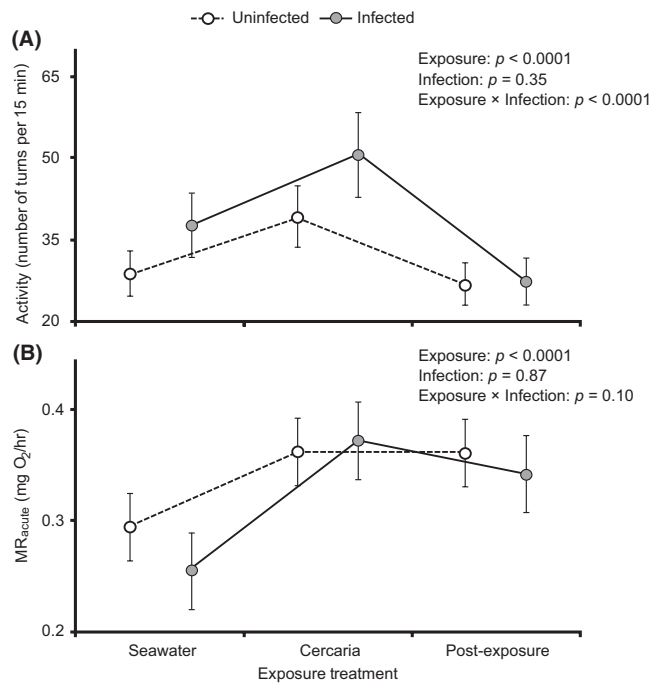 Uninfected Infected
(A)
Exposure: p < 0.0001
Infection: p = 0.35
Exposure × Infection: p < 0.0001
65
50
35
20
Activity (number of turns per 15 min)
(B)
Exposure: p < 0.0001
Infection: p = 0.87
Exposure × Infection: p = 0.10
0.4
0.3
0.2
MRacute (mg O2/hr)
Seawater Cercaria Post-exposure
Exposure treatment